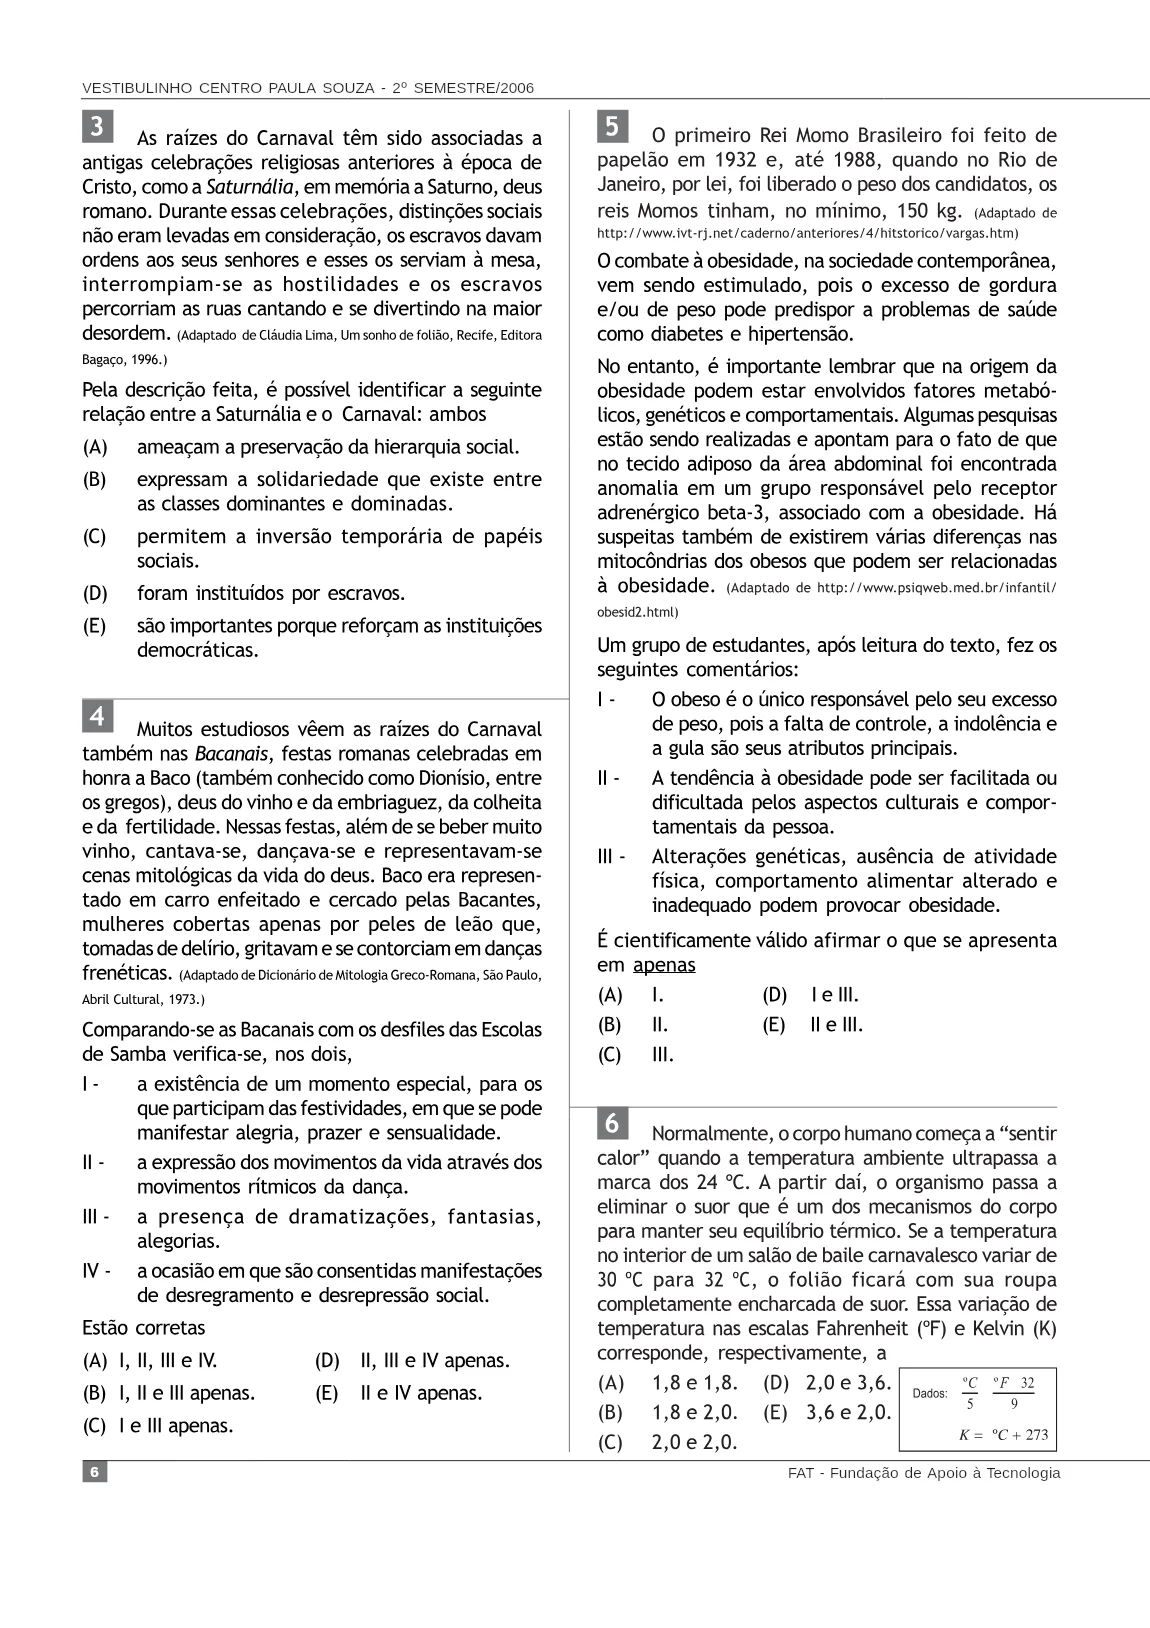 VESTIBULINHO CENTRO PAULA SOUZA - 2º SEMESTRE/2006
3
As raízes do Carnaval têm sido associadas a
antigas celebrações religiosas anteriores à época de
Cristo, como a Saturnália, em memória a Saturno, deus
romano. Durante essas celebrações, distinções sociais
não eram levadas em consideração, os escravos davam
ordens aos seus senhores e esses os serviam à mesa,
interrompiam-se as hostilidades e os escravos
percorriam as ruas cantando e se divertindo na maior
desordem. (Adaptado de Cláudia Lima, Um sonho de folião, Recife, Editora
Bagaço, 1996.)
Pela descrição feita, é possível identificar a seguinte
relação entre a Saturnália e o Carnaval: ambos
(A) ameaçam a preservação da hierarquia social.
(B) expressam a solidariedade que existe entre
as classes dominantes e dominadas.
(C) permitem a inversão temporária de papéis
sociais.
(D) foram instituídos por escravos.
(E) são importantes porque reforçam as instituições
democráticas.
4
Muitos estudiosos vêem as raízes do Carnaval
também nas Bacanais, festas romanas celebradas em
honra a Baco (também conhecido como Dionísio, entre
os gregos), deus do vinho e da embriaguez, da colheita
e da fertilidade. Nessas festas, além de se beber muito
vinho, cantava-se, dançava-se e representavam-se
cenas mitológicas da vida do deus. Baco era represen-
tado em carro enfeitado e cercado pelas Bacantes,
mulheres cobertas apenas por peles de leão que,
tomadas de delírio, gritavam e se contorciam em danças
frenéticas. (Adaptado de Dicionário de Mitologia Greco-Romana, São Paulo,
Abril Cultural, 1973.)
Comparando-se as Bacanais com os desfiles das Escolas
de Samba verifica-se, nos dois,
I - a existência de um momento especial, para os
que participam das festividades, em que se pode
manifestar alegria, prazer e sensualidade.
II - a expressão dos movimentos da vida através dos
movimentos rítmicos da dança.
III - a presença de dramatizações, fantasias,
alegorias.
IV - a ocasião em que são consentidas manifestações
de desregramento e desrepressão social.
Estão corretas
(A) I, II, III e IV. (D) II, III e IV apenas.
(B) I, II e III apenas. (E) II e IV apenas.
(C) I e III apenas.
5
O primeiro Rei Momo Brasileiro foi feito de
papelão em 1932 e, até 1988, quando no Rio de
Janeiro, por lei, foi liberado o peso dos candidatos, os
reis Momos tinham, no mínimo, 150 kg. (Adaptado de
http://www.ivt-rj.net/caderno/anteriores/4/hitstorico/vargas.htm)
O combate à obesidade, na sociedade contemporânea,
vem sendo estimulado, pois o excesso de gordura
e/ou de peso pode predispor a problemas de saúde
como diabetes e hipertensão.
No entanto, é importante lembrar que na origem da
obesidade podem estar envolvidos fatores metabó-
licos, genéticos e comportamentais. Algumas pesquisas
estão sendo realizadas e apontam para o fato de que
no tecido adiposo da área abdominal foi encontrada
anomalia em um grupo responsável pelo receptor
adrenérgico beta-3, associado com a obesidade. Há
suspeitas também de existirem várias diferenças nas
mitocôndrias dos obesos que podem ser relacionadas
à obesidade. (Adaptado de http://www.psiqweb.med.br/infantil/
obesid2.html)
Um grupo de estudantes, após leitura do texto, fez os
seguintes comentários:
I - O obeso é o único responsável pelo seu excesso
de peso, pois a falta de controle, a indolência e
a gula são seus atributos principais.
II - A tendência à obesidade pode ser facilitada ou
dificultada pelos aspectos culturais e compor-
tamentais da pessoa.
III - Alterações genéticas, ausência de atividade
física, comportamento alimentar alterado e
inadequado podem provocar obesidade.
É cientificamente válido afirmar o que se apresenta
em apenas
(A) I. (D) I e III.
(B) II. (E) II e III.
(C) III.
6
Normalmente, o corpo humano começa a “sentir
calor” quando a temperatura ambiente ultrapassa a
marca dos 24 ºC. A partir daí, o organismo passa a
eliminar o suor que é um dos mecanismos do corpo
para manter seu equilíbrio térmico. Se a temperatura
no interior de um salão de baile carnavalesco variar de
30 ºC para 32 ºC, o folião ficará com sua roupa
completamente encharcada de suor. Essa variação de
temperatura nas escalas Fahrenheit (ºF) e Kelvin (K)
corresponde, respectivamente, a
(A) 1,8 e 1,8. (D) 2,0 e 3,6.
(B) 1,8 e 2,0. (E) 3,6 e 2,0.
(C) 2,0 e 2,0.
Dados: ºC ºF 32
5 9
K = ºC + 273
6
FAT - Fundação de Apoio à Tecnologia